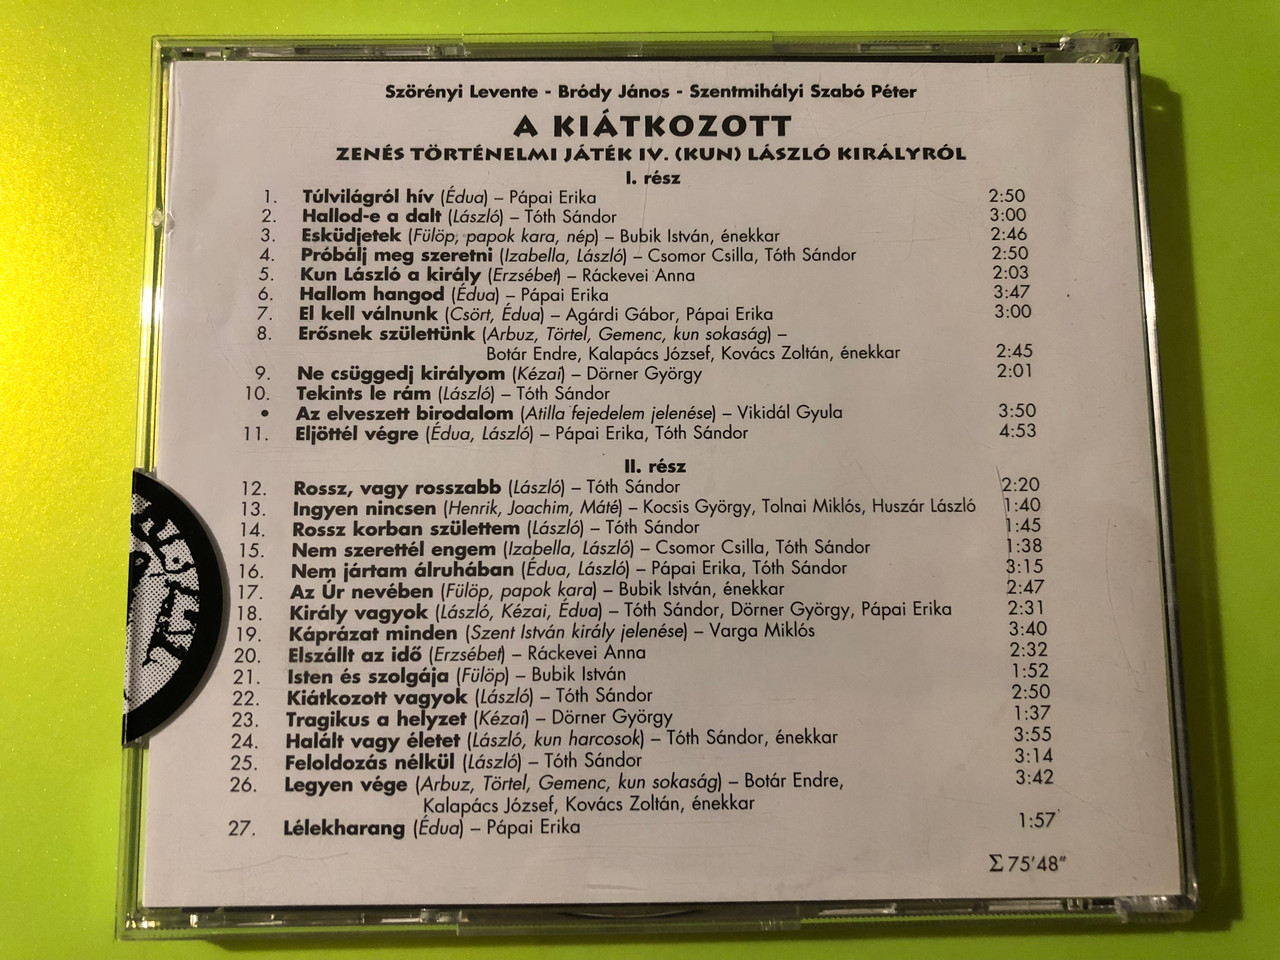 Szörényi Levente - Bródy János - Szentmihályi Szabó Péter
A KIÁTKOZOTT
ZENÉS TÖRTÉNELMI JÁTÉK IV. (KUN) LÁSZLÓ KIRÁLYRÓL
I. rész
1. Túlvilágról hív (Édua) – Pápai Erika 2:50
2. Hallod-e a dalt (László) – Tóth Sándor 3:00
3. Esküdjetek (Fülöp, papok kara, nép) – Bubik István, énekkar 2:46
4. Próbálj meg szeretni (Izabella, László) – Csomor Csilla, Tóth Sándor 2:50
5. Kun László a király (Erzsébet) – Ráckevei Anna 2:03
6. Hallom hangod (Édua) – Pápai Erika 3:47
7. El kell válnunk (Csört, Édua) – Agárdi Gábor, Pápai Erika 3:00
8. Erősnek születtünk (Arbuz, Törtel, Gemenc, kun sokaság) –
Botár Endre, Kalapács József, Kovács Zoltán, énekkar 2:45
9. Ne csüggedj királyom (Kézai) – Dörner György 2:01
10. Tekints le rám (László) – Tóth Sándor
• Az elveszett birodalom (Atilla fejedelem jelenése) – Vikidál Gyula 3:50
11. Eljöttél végre (Édua, László) – Pápai Erika, Tóth Sándor 4:53
II. rész
12. Rossz, vagy rosszabb (László) – Tóth Sándor 2:20
13. Ingyen nincsen (Henrik, Joachim, Máté) – Kocsis György, Tolnai Miklós, Huszár László 1:40
14. Rossz korban születtem (László) – Tóth Sándor 1:45
15. Nem szerettél engem (Izabella, László) – Csomor Csilla, Tóth Sándor 1:38
16. Nem jártam álruhában (Édua, László) – Pápai Erika, Tóth Sándor 3:15
17. Az Úr nevében (Fülöp, papok kara) – Bubik István, énekkar 2:47
18. Király vagyok (László, Kézai, Édua) – Tóth Sándor, Dörner György, Pápai Erika 2:31
19. Káprázat minden (Szent István király jelenése) – Varga Miklós 3:40
20. Elszállt az idő (Erzsébet) – Ráckevei Anna 2:32
21. Isten és szolgája (Fülöp) – Bubik István 1:52
22. Kiátkozott vagyok (László) – Tóth Sándor 2:50
23. Tragikus a helyzet (Kézai) – Dörner György 1:37
24. Halált vagy életet (László, kun harcosok) – Tóth Sándor, énekkar 3:55
25. Feloldozás nélkül (László) – Tóth Sándor 3:14
26. Legyen vége (Arbuz, Törtel, Gemenc, kun sokaság) – Botár Endre, 3:42
Kalapács József, Kovács Zoltán, énekkar
27. Lélekharang (Édua) – Pápai Erika 1:57
Σ 75'48"